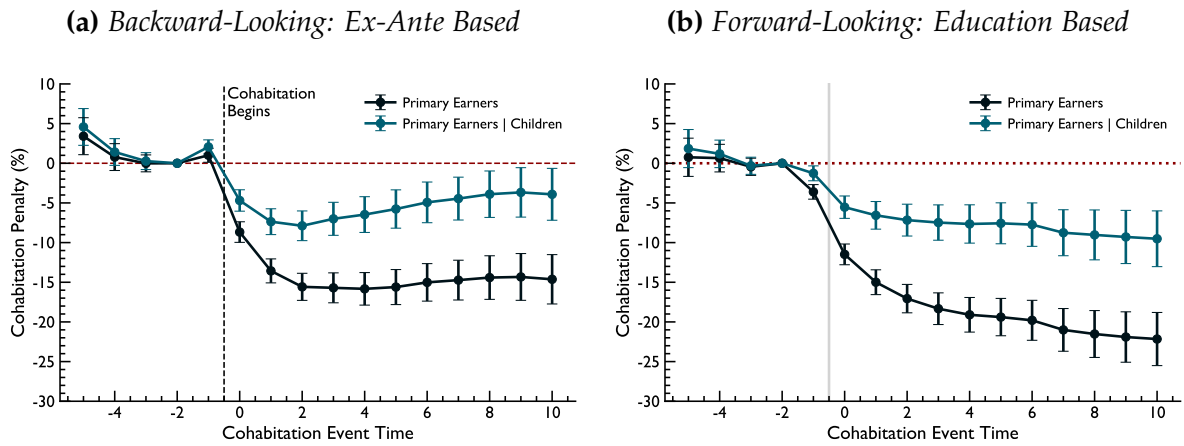 (a) Backward-Looking: Ex-Ante Based
Cohabitation Penalty (%)
10
5
0
-5
-10
-15
-20
-25
-30
Cohabitation
Begins
Primary Earners
Primary Earners | Children
-4
-2
0
2
4
6
8
10
Cohabitation Event Time
(b) Forward-Looking: Education Based
Cohabitation Penalty (%)
10
5
0
-5
-10
-15
-20
-25
-30
Primary Earners
Primary Earners | Children
-4
-2
0
2
4
6
8
10
Cohabitation Event Time